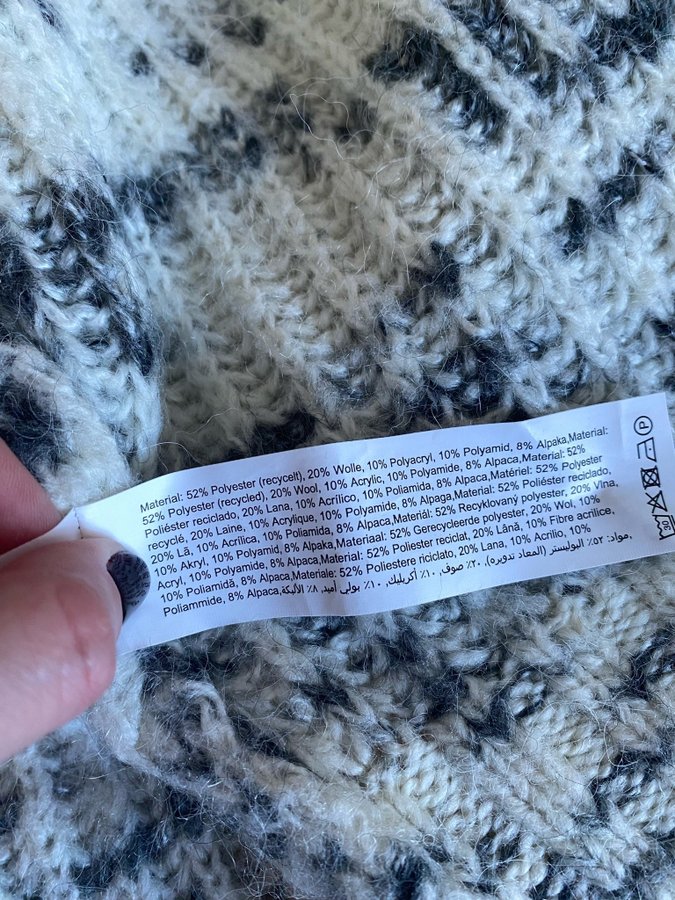 Material: 52% Polyester (recycelt), 20% Wolle, 10% Polyacryl, 10% Polyamid, 8% Alpaka,Material:
52% Polyester (recycled), 20% Wool, 10% Acrylic, 10% Polyamide, 8% Alpaca,Material: 52%
Poliéster reciclado, 20% Lana, 10% Acrílico, 10% Poliamida, 8% Alpaca,Matériel: 52% Polyester
recyclé, 20% Laine, 10% Acrylique, 10% Polyamide, 8% Alpaga,Material: 52% Poliéster reciclado,
20% Lã, 10% Acrílica, 10% Poliamida, 8% Alpaca,Materiál: 52% Recyklovaný polyester, 20% Vlna,
10% Akryl, 10% Polyamid, 8% Alpaka,Materiaal: 52% Gerecycleerde polyester, 20% Wol, 10%
Acryl, 10% Polyamide, 8% Alpaca,Material: 52% Poliester reciclat, 20% Lână, 10% Fibre acrilice,
10% Poliamidă, 8% Alpaca,Materiale: 52% Poliestere riciclato, 20% Lana, 10% Acrilio, 10%
Poliammide, 8% Alpaca,مواد: ٥٢٪ البوليستر (المعاد تدويره), ٢٠٪ صوف, ١٠٪ أكريليك, ١٠٪ بولي أميد, ٨٪ الألبكة,
P